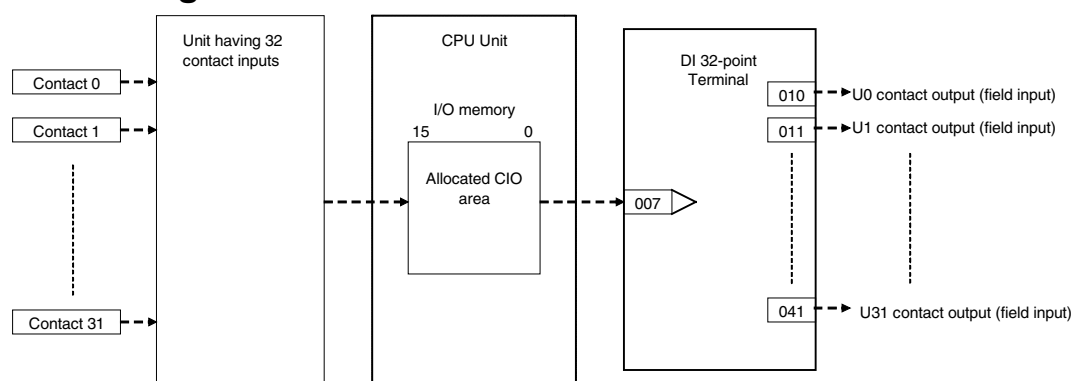 Unit having 32
contact inputs
CPU Unit
DI 32-point
Terminal
Contact 0
Contact 1
Contact 31
I/O memory
15 0
Allocated CIO
area
007
010
U0 contact output (field input)
011
U1 contact output (field input)
041
U31 contact output (field input)